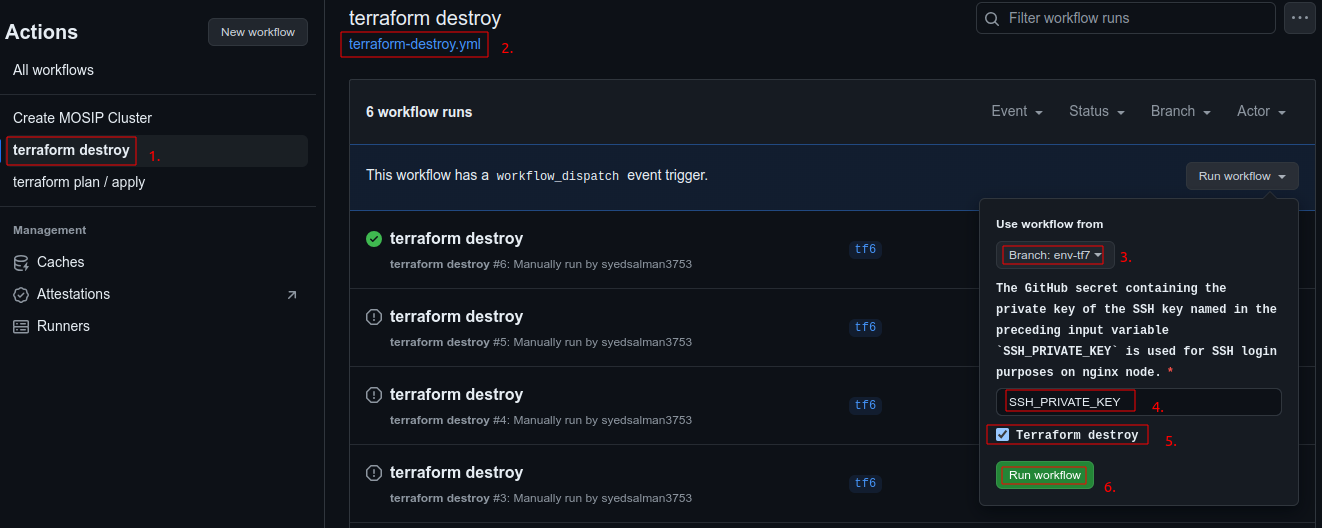 Actions
New workflow
All workflows
Create MOSIP Cluster
terraform destroy
1.
terraform plan / apply
Management
Caches
Attestations
Runners
terraform destroy
terraform-destroy.yml
2.
Filter workflow runs
6 workflow runs
Event
Status
Branch
Actor
This workflow has a workflow_dispatch event trigger.
Run workflow
terraform destroy
tf6
terraform destroy #6: Manually run by syedsalman3753
terraform destroy
tf6
terraform destroy #5: Manually run by syedsalman3753
terraform destroy
tf6
terraform destroy #4: Manually run by syedsalman3753
terraform destroy
tf6
terraform destroy #3: Manually run by syedsalman3753
Use workflow from
Branch: env-tf7
3.
The GitHub secret containing the
private key of the SSH key named in the
preceding input variable
`SSH_PRIVATE_KEY` is used for SSH login
purposes on nginx node. *
SSH_PRIVATE_KEY
4.
Terraform destroy
5.
Run workflow
6.